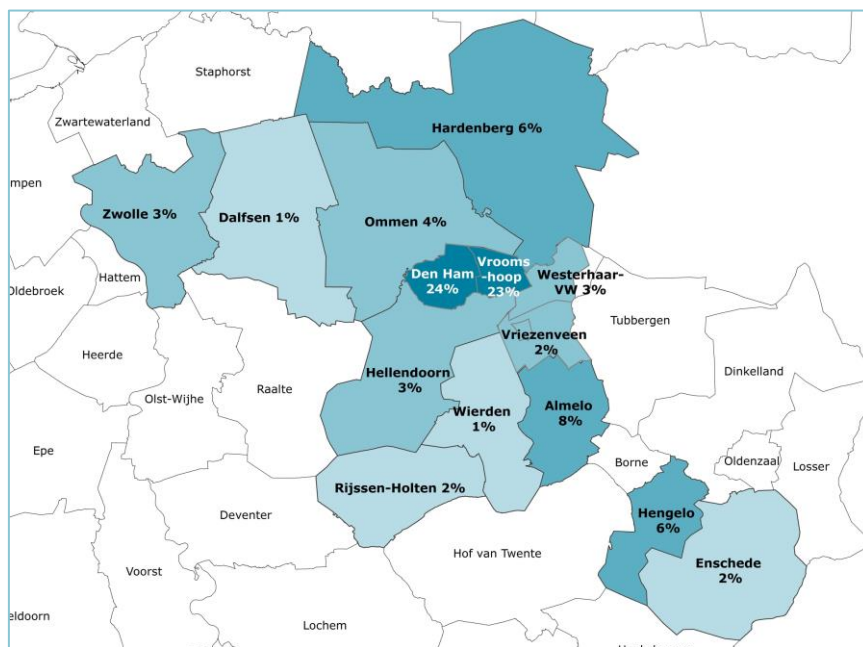 Staphorst
Zwartewaterland
Hardenberg 6%
mpen
Zwolle 3%
Dalfsen 1%
Ommen 4%
Den Ham
24%
Vrooms
-hoop
23%
Westerhaar-
VW 3%
Hattem
Oldebroek
Tubbergen
Vriezenveen
2%
Heerde
Dinkelland
Hellendoorn
3%
Raalte
Olst-Wijhe
Wierden
1%
Almelo
8%
Epe
Borne
Oldenzaal
Losser
Rijssen-Holten 2%
Deventer
Hengelo
6%
Hof van Twente
Enschede
2%
Voorst
eldoorn
Lochem